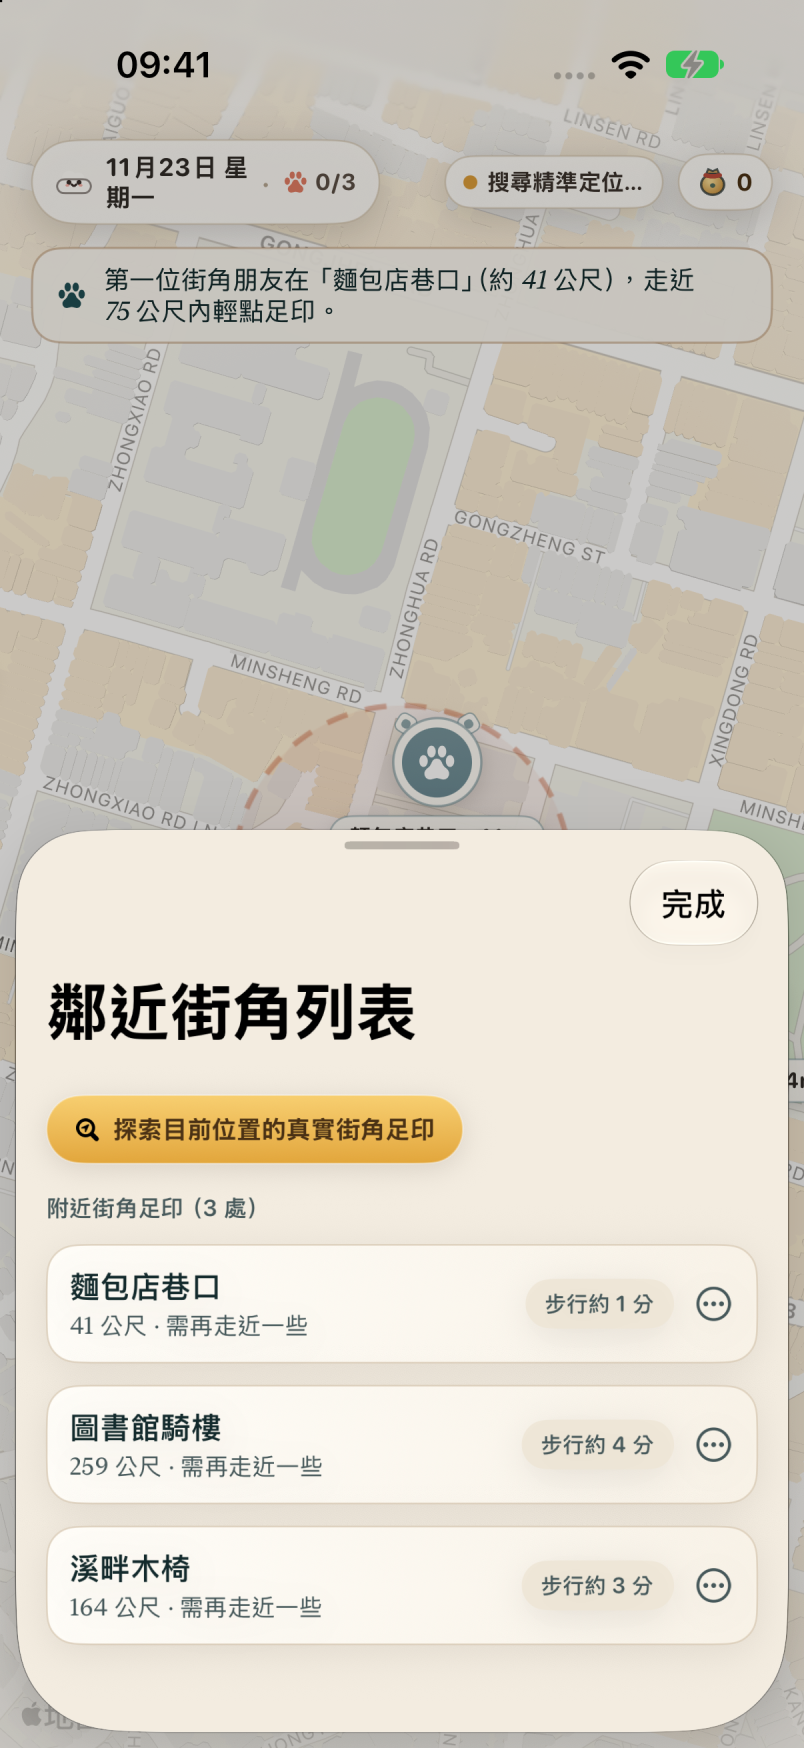 09:41
LINSEN RD
11月23日 星
期一
· 0/3
搜尋精準定位...
0
第一位街角朋友在「麵包店巷口」(約 41 公尺)，走近
75 公尺內輕點足印。
ZHONGXIAO RD
GONGZHENG ST
ZHONGHUA RD
MINSHENG RD
XINGDONG RD
ZHONGXIAO RD LN
MINSH
完成
鄰近街角列表
探索目前位置的真實街角足印
附近街角足印（3 處）
麵包店巷口
41 公尺 · 需再走近一些
步行約 1 分
圖書館騎樓
259 公尺 · 需再走近一些
步行約 4 分
溪畔木椅
164 公尺 · 需再走近一些
步行約 3 分